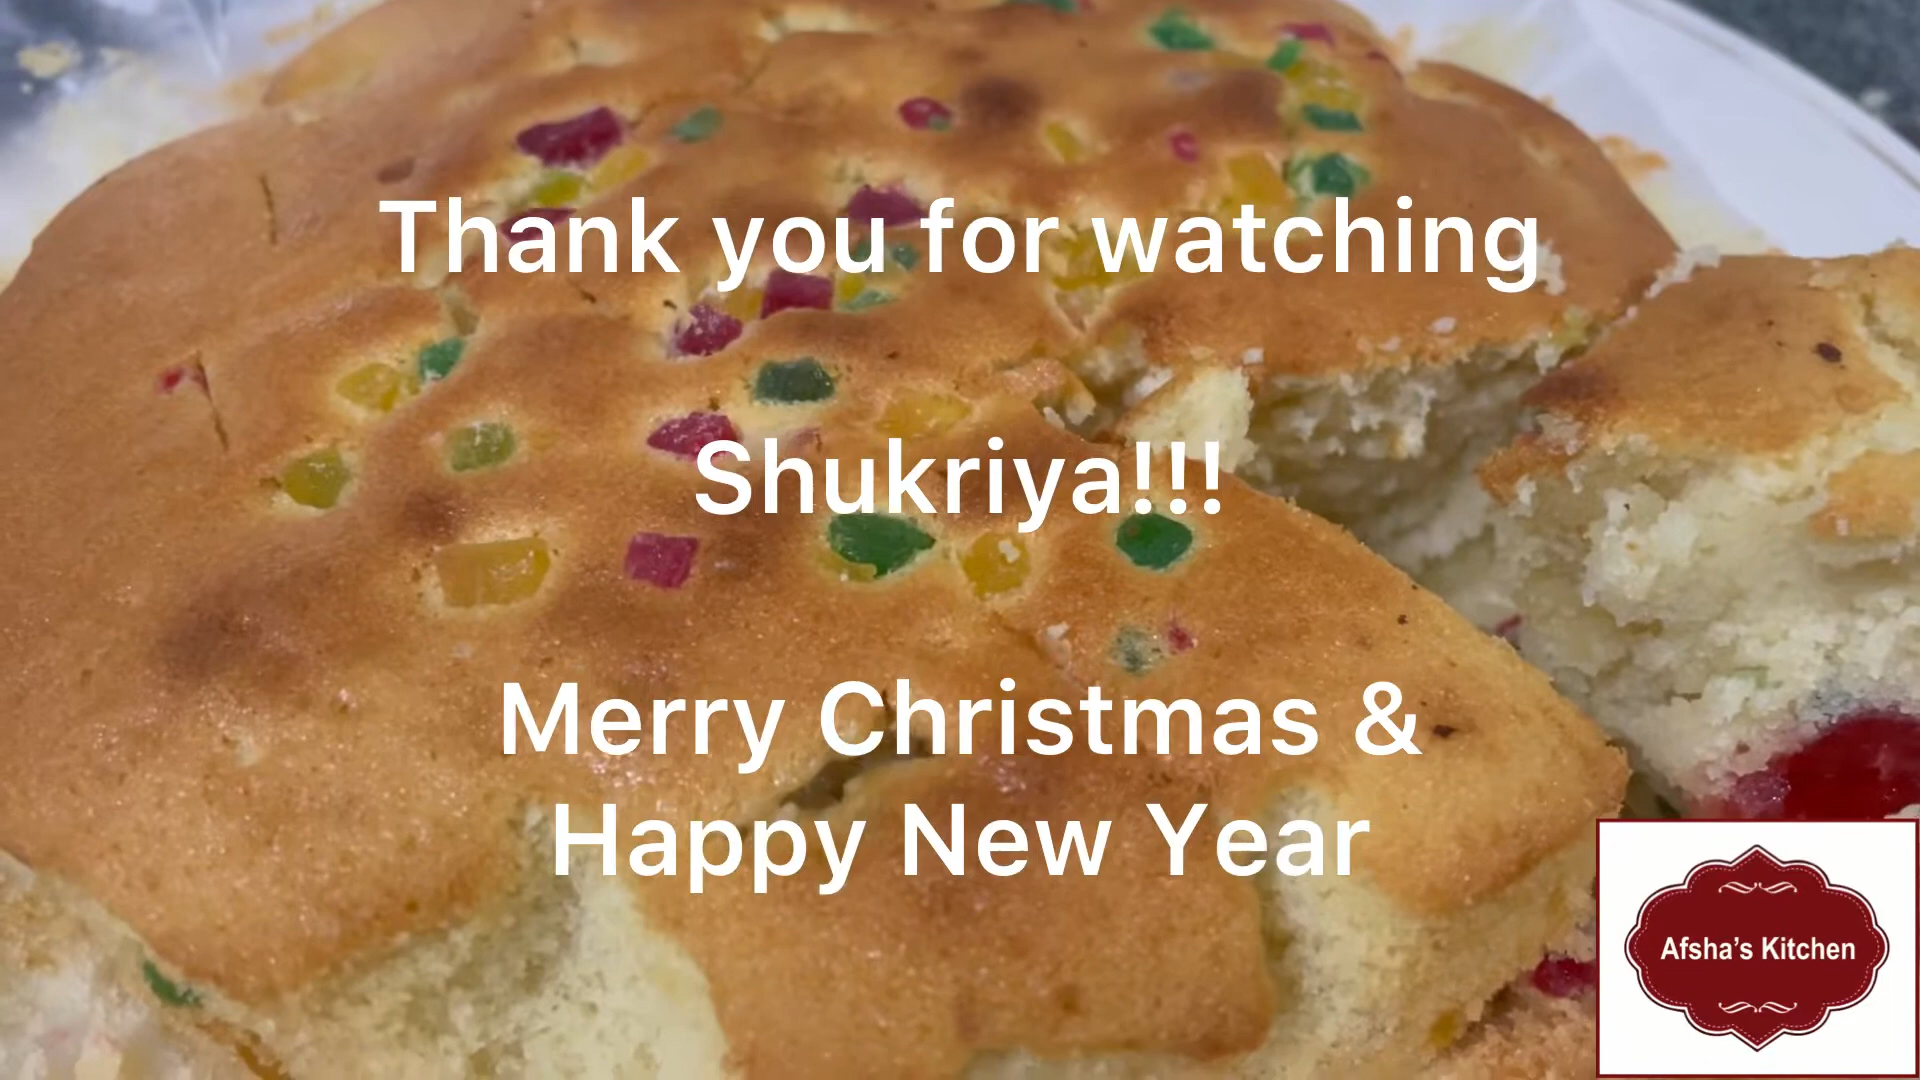 Thank you for watching
Shukriya!!!
Merry Christmas &
Happy New Year
Afsha's Kitchen